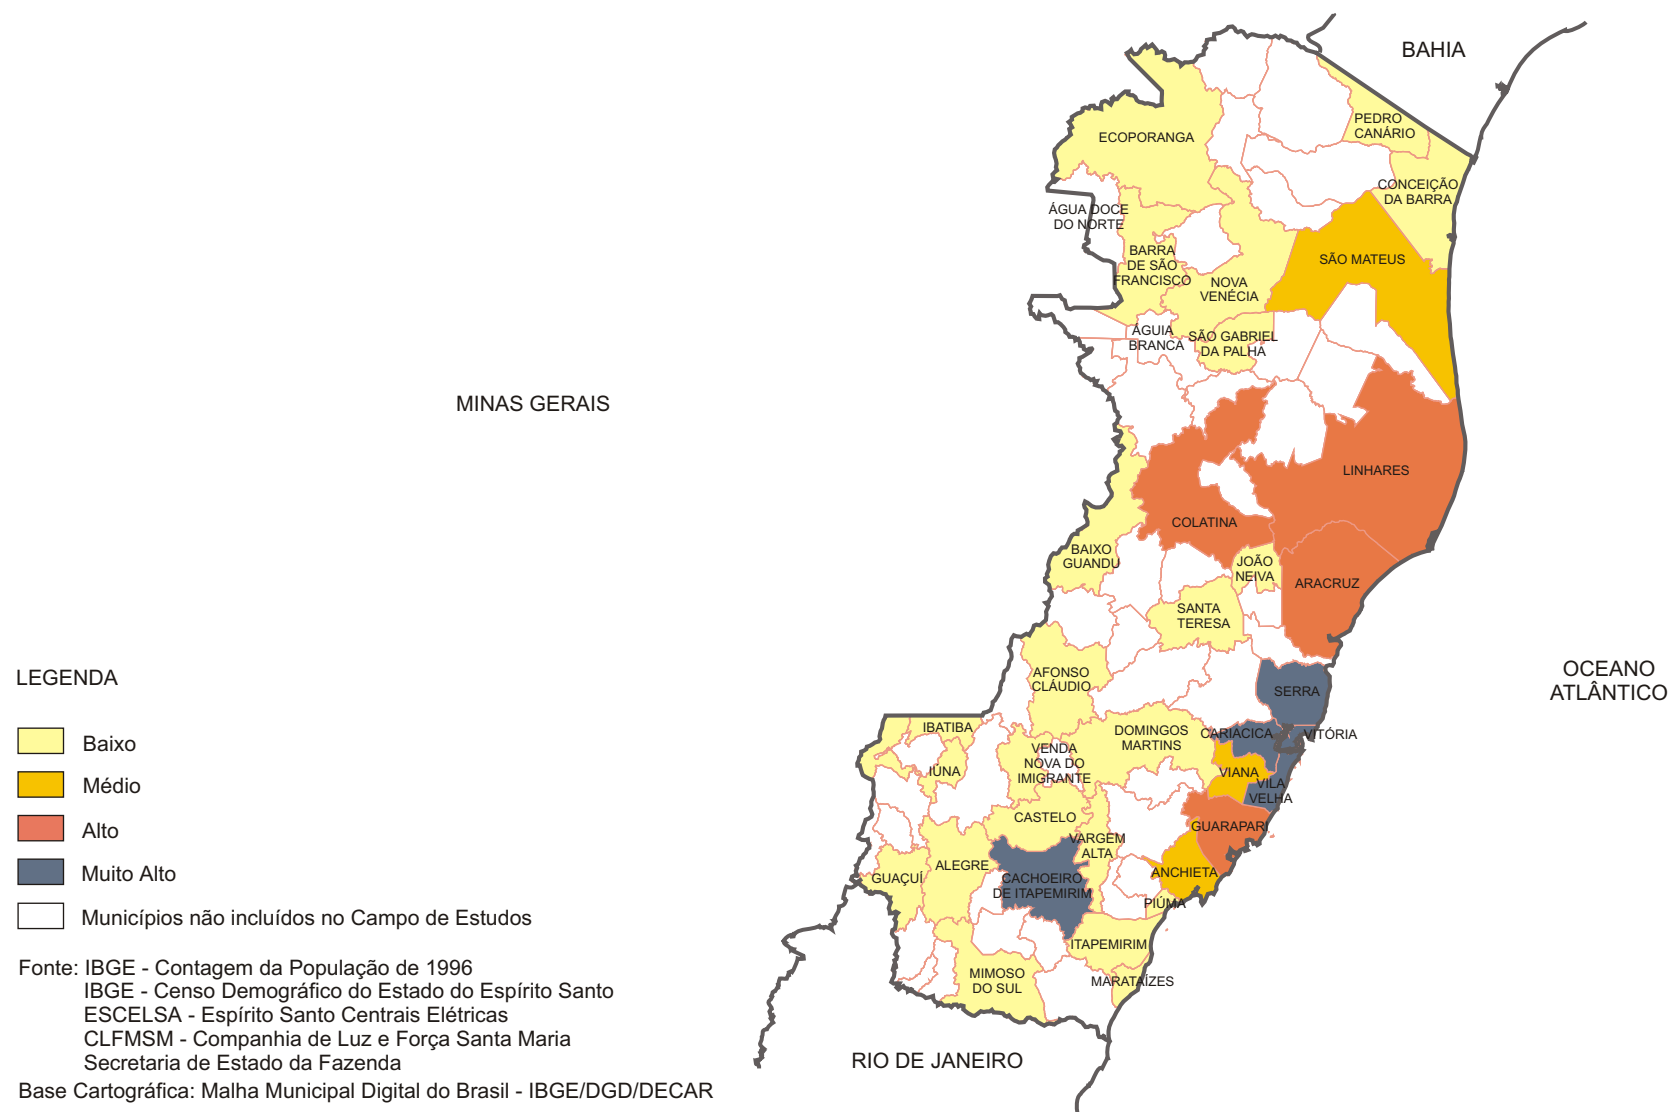 BAHIA
PEDRO
CANÁRIO
ECOPORANGA
CONCEIÇÃO
DA BARRA
ÁGUA DOCE
DO NORTE
BARRA
DE SÃO
FRANCISCO
SÃO MATEUS
NOVA
VENÉCIA
ÁGUIA
BRANCA
SÃO GABRIEL
DA PALHA
MINAS GERAIS
LINHARES
COLATINA
BAIXO
GUANDU
JOÃO
NEIVA
ARACRUZ
SANTA
TERESA
AFONSO
CLÁUDIO
OCEANO
ATLÂNTICO
SERRA
IBATIBA
DOMINGOS
MARTINS
CARIACICA
VITÓRIA
VENDA
NOVA DO
IMIGRANTE
IÚNA
VIANA
VILA
VELHA
CASTELO
GUARAPARI
VARGEM
ALTA
ALEGRE
GUAÇUÍ
CACHOEIRO
DE ITAPEMIRIM
ANCHIETA
PIÚMA
ITAPEMIRIM
MIMOSO
DO SUL
MARATAÍZES
RIO DE JANEIRO
LEGENDA
Baixo
Médio
Alto
Muito Alto
Municípios não incluídos no Campo de Estudos
Fonte: IBGE - Contagem da População de 1996
IBGE - Censo Demográfico do Estado do Espírito Santo
ESCELSA - Espírito Santo Centrais Elétricas
CLFMSM - Companhia de Luz e Força Santa Maria
Secretaria de Estado da Fazenda
Base Cartográfica: Malha Municipal Digital do Brasil - IBGE/DGD/DECAR